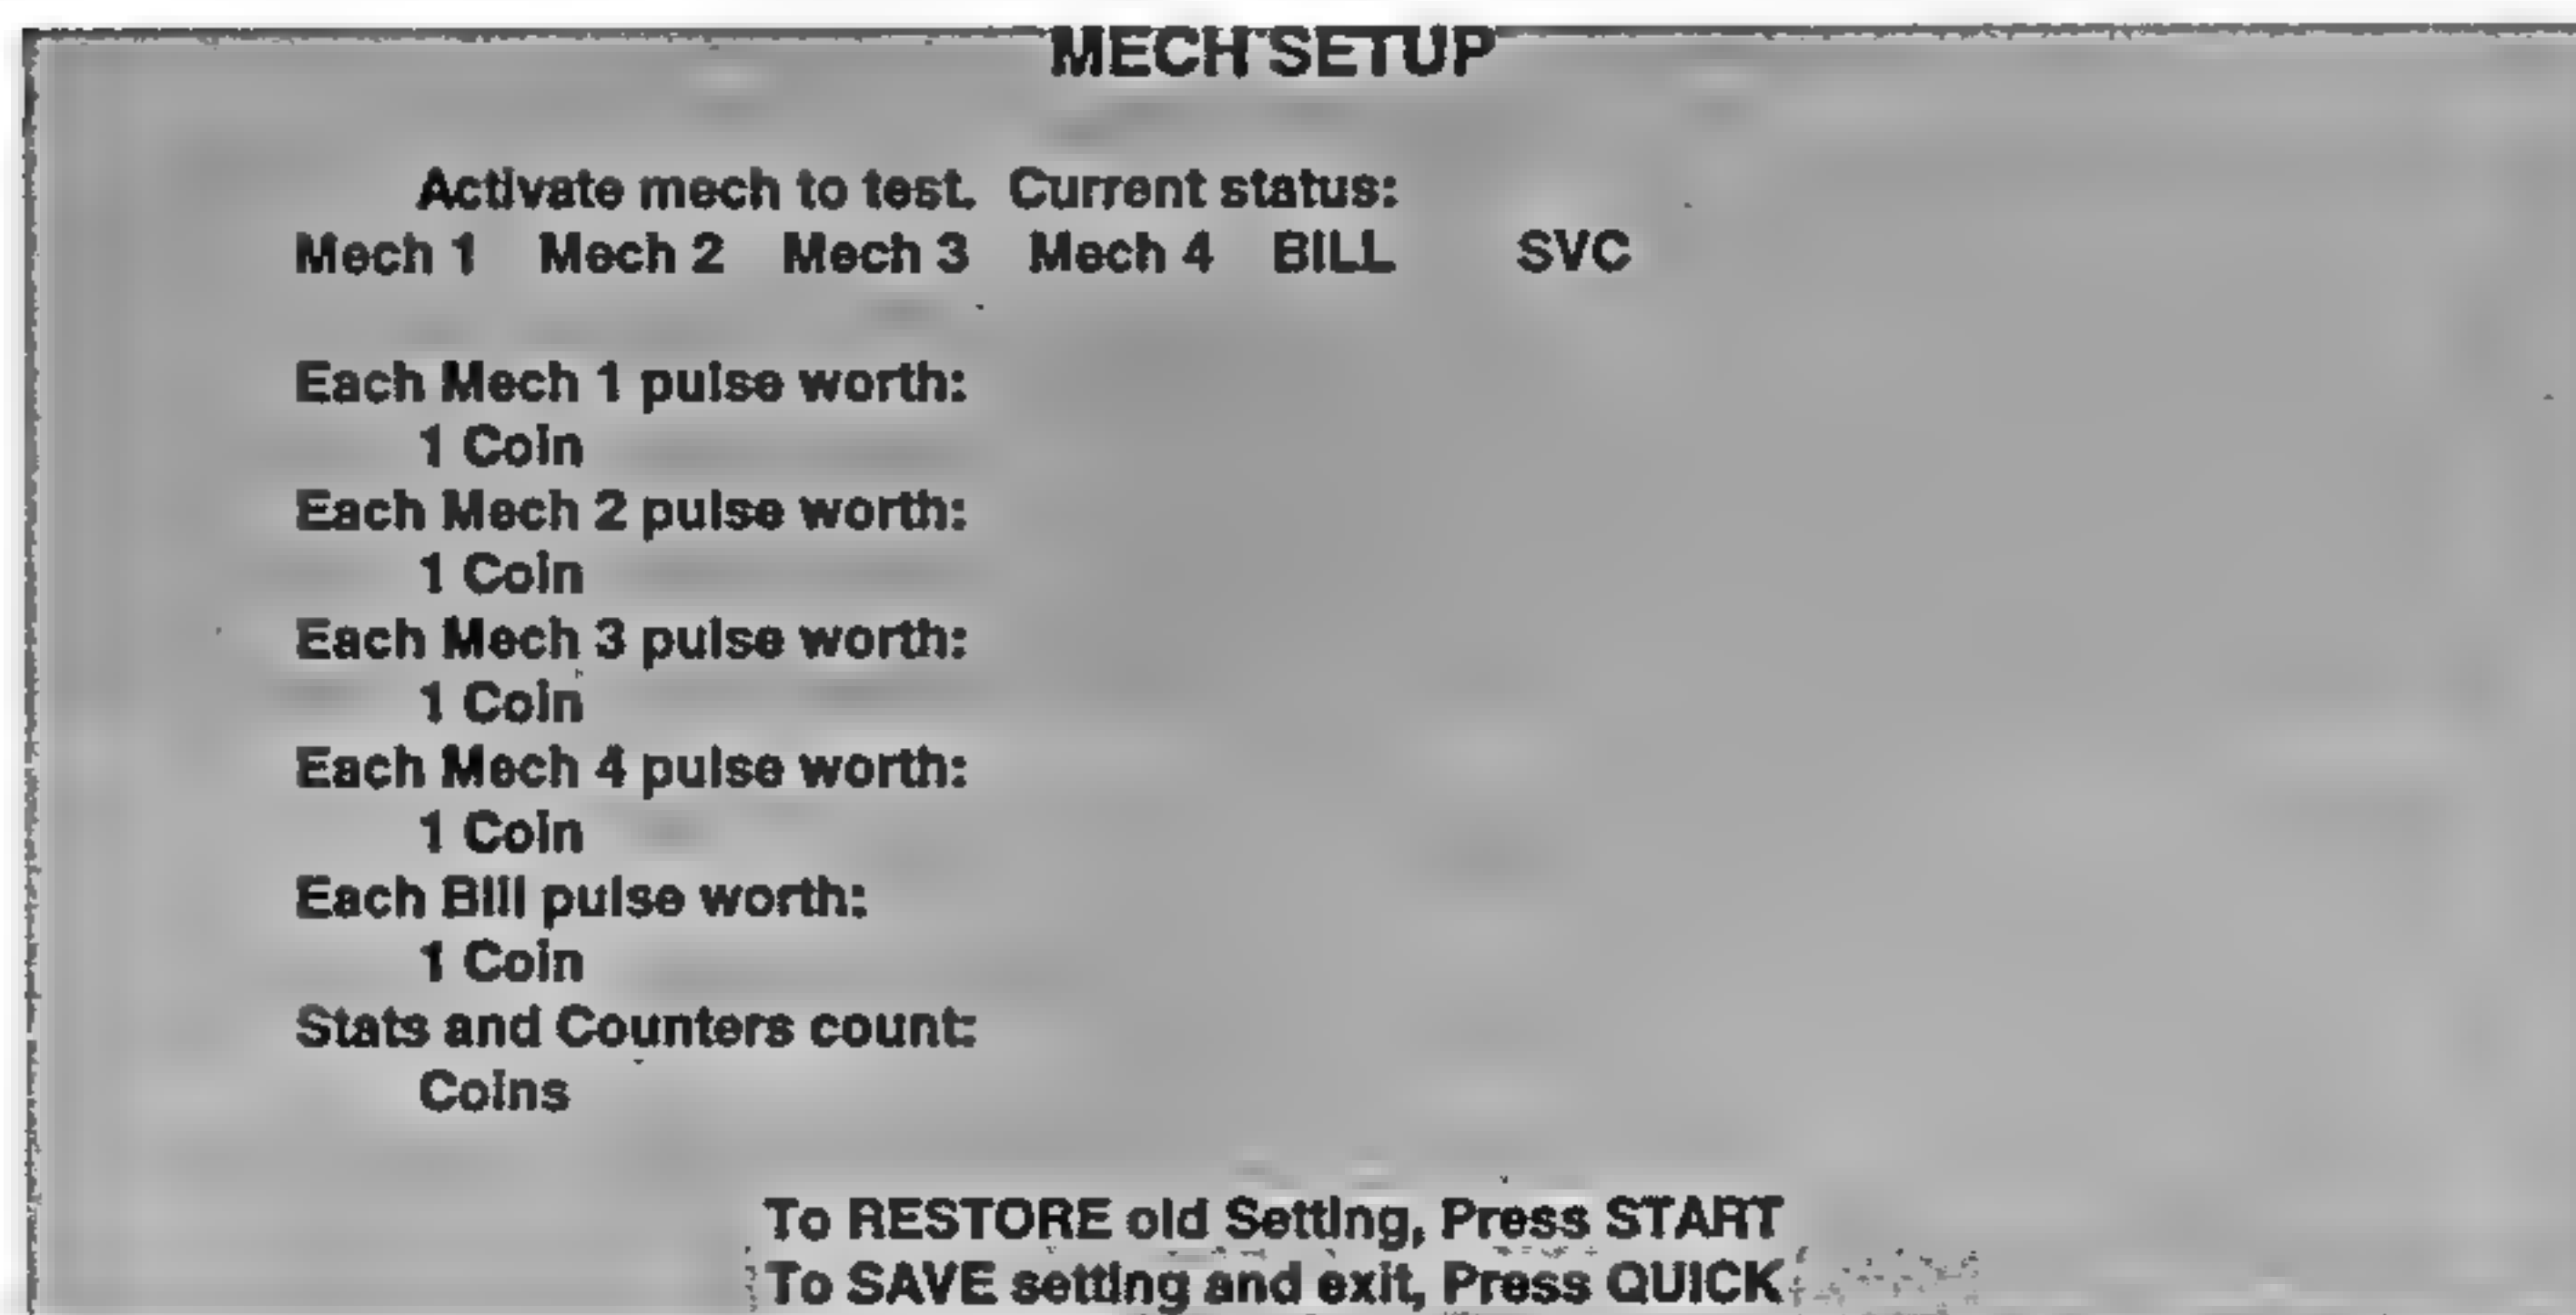 MECH SETUP
Activate mech to test. Current status:
Mech 1 Mech 2 Mech 3 Mech 4 BILL SVC
Each Mech 1 pulse worth:
1 Coin
Each Mech 2 pulse worth:
1 Coin
Each Mech 3 pulse worth:
1 Coin
Each Mech 4 pulse worth:
1 Coin
Each Bill pulse worth:
1 Coin
Stats and Counters count:
Coins
To RESTORE old Setting, Press START
To SAVE setting and exit, Press QUICK